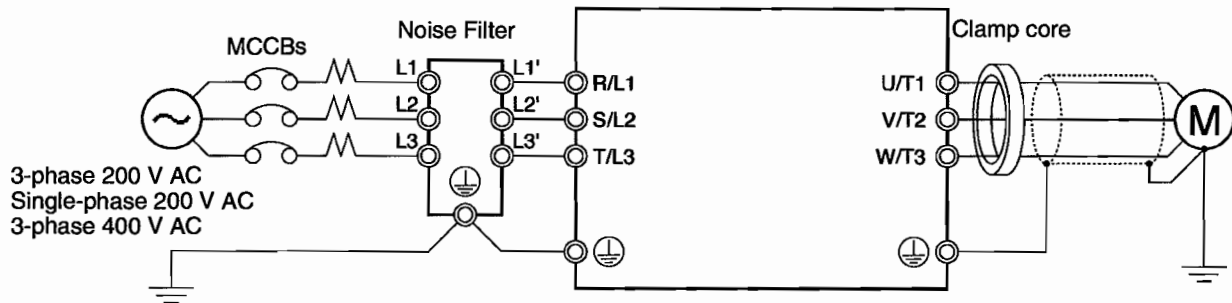 Noise Filter
Clamp core
MCCBs
L1
L1'
R/L1
U/T1
L2
L2'
S/L2
V/T2
M
L3
L3'
T/L3
W/T3
3-phase 200 V AC
Single-phase 200 V AC
3-phase 400 V AC